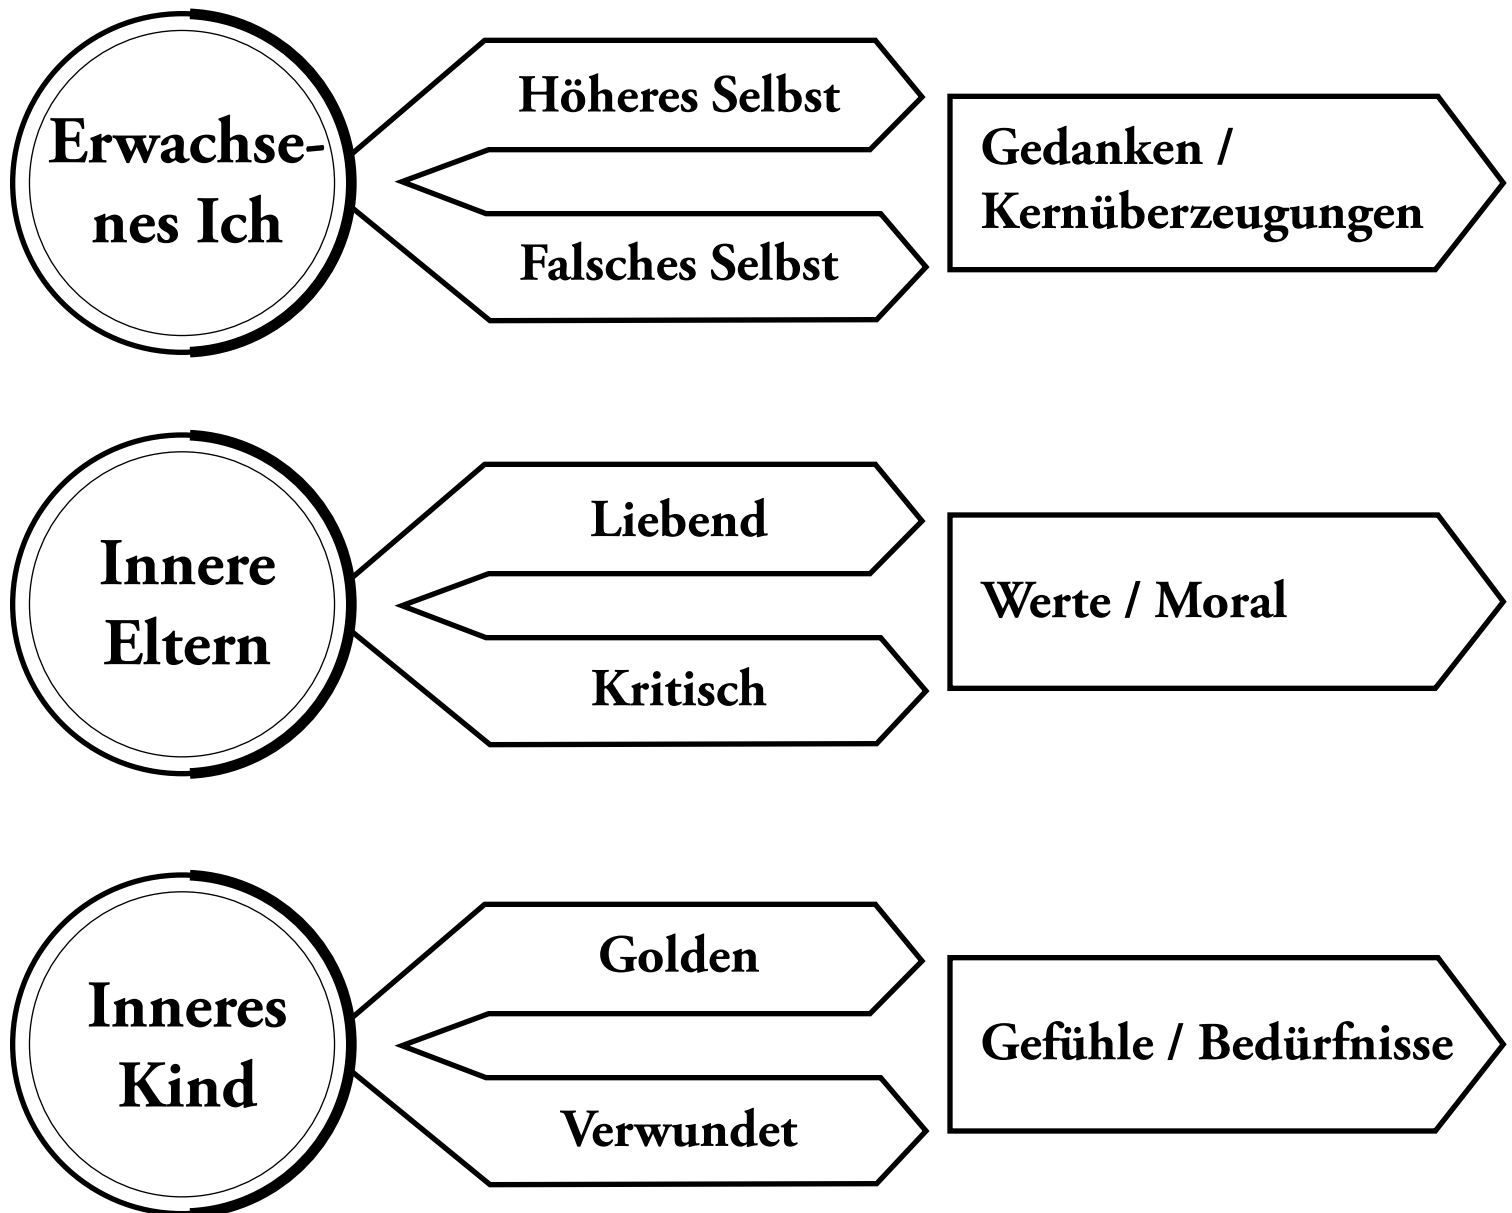 Erwachse-
nes Ich
Höheres Selbst
Falsches Selbst
Gedanken /
Kernüberzeugungen
Innere
Eltern
Liebend
Kritisch
Werte / Moral
Inneres
Kind
Golden
Verwundet
Gefühle / Bedürfnisse